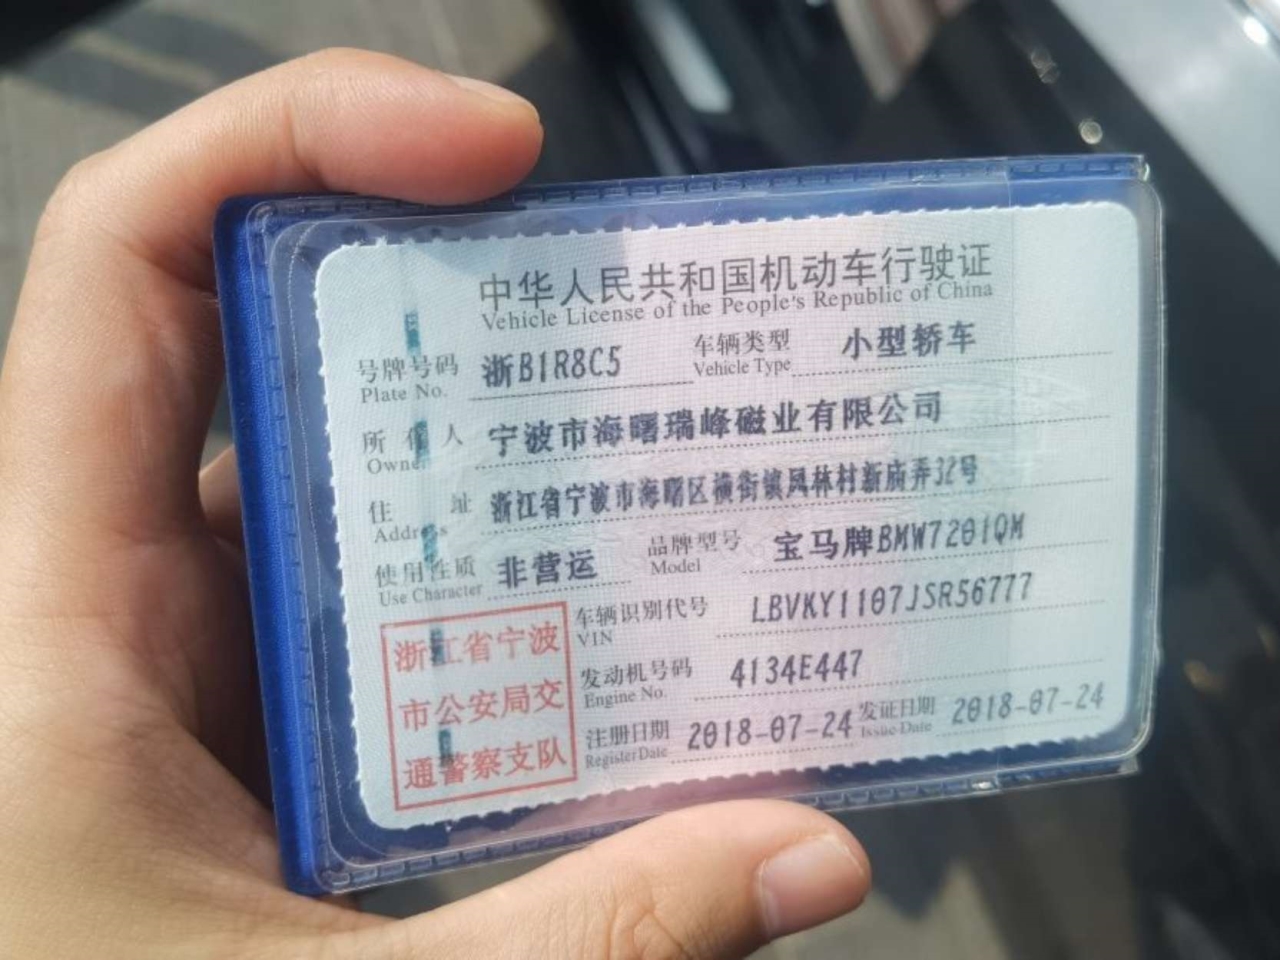 中华人民共和国机动车行驶证
Vehicle License of the People's Republic of China
号牌号码 浙B1R8C5 车辆类型 小型轿车
Plate No. Vehicle Type
所有人 宁波市海曙瑞峰磁业有限公司
Owner
住址 浙江省宁波市海曙区横街镇凤林村新庙弄32号
Address
使用性质 非营运 品牌型号 宝马牌BMW7201QM
Use Character Model
车辆识别代号 LBVKY1107JSR56777
VIN
发动机号码 4134E447
Engine No.
注册日期 2018-07-24 发证日期 2018-07-24
Register Date Issue Date
浙江省宁波
市公安局交
通警察支队